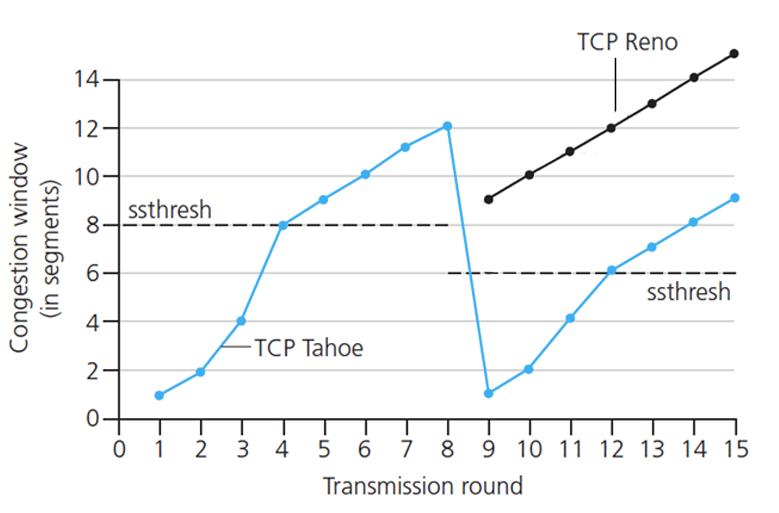 TCP Reno
14
12
10
8
6
4
2
0
Congestion window
(in segments)
ssthresh
ssthresh
TCP Tahoe
0 1 2 3 4 5 6 7 8 9 10 11 12 13 14 15
Transmission round